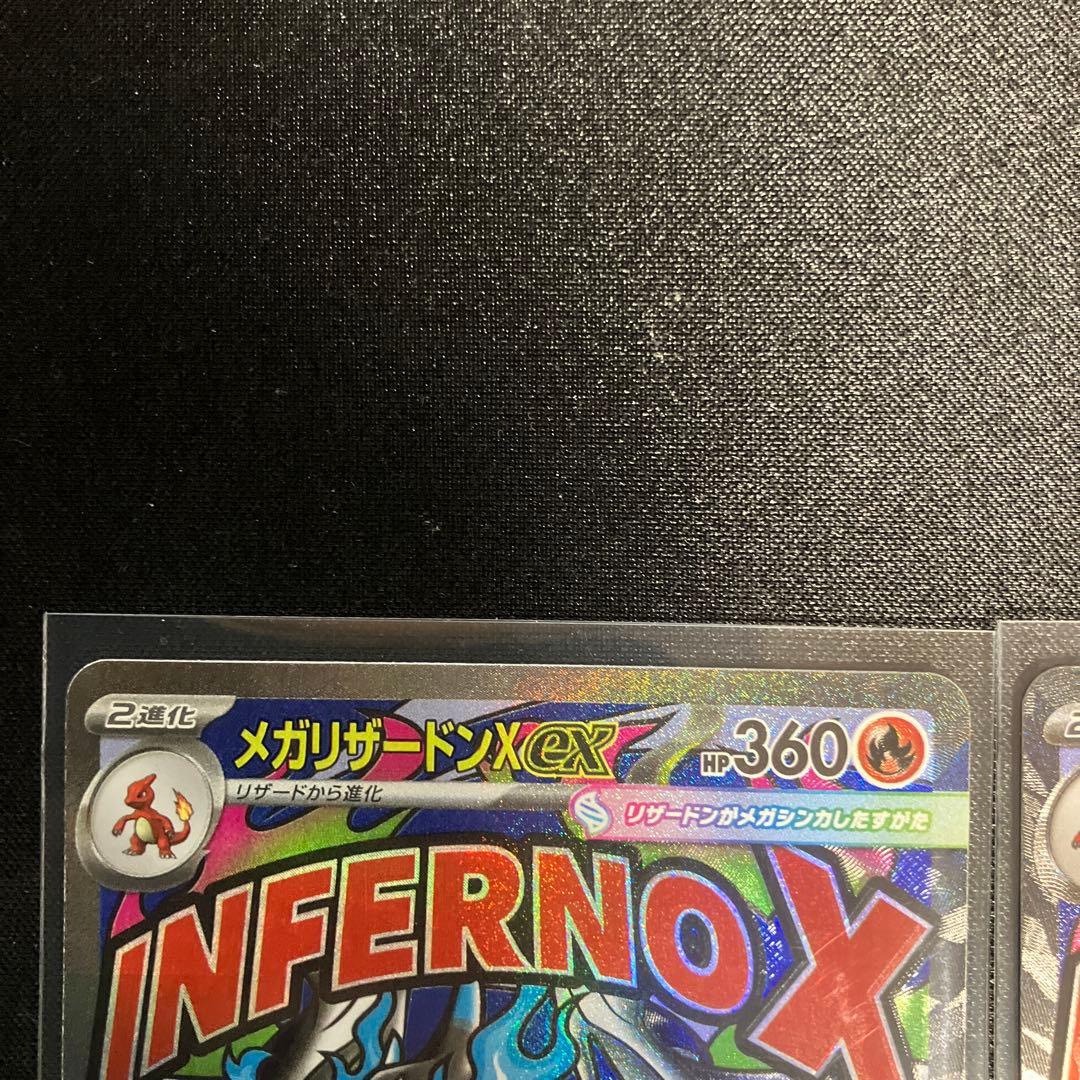 2進化
メガリザードンXex
HP360
リザードから進化
リザードンがメガシンカしたすがた
INFERNO X
2